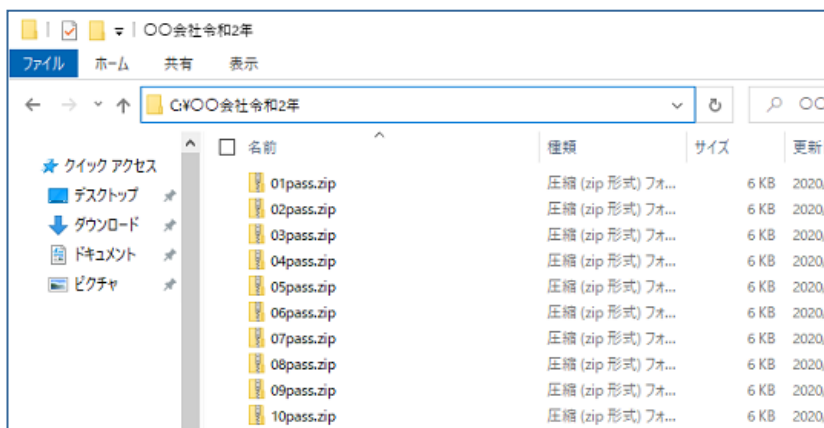 〇〇会社令和2年
ファイル ホーム 共有 表示
C:¥〇〇会社令和2年 〇〇
名前 種類 サイズ 更新
クイック アクセス
デスクトップ
ダウンロード
ドキュメント
ピクチャ
01pass.zip 圧縮 (zip 形式) フォ... 6 KB 2020/
02pass.zip 圧縮 (zip 形式) フォ... 6 KB 2020/
03pass.zip 圧縮 (zip 形式) フォ... 6 KB 2020/
04pass.zip 圧縮 (zip 形式) フォ... 6 KB 2020/
05pass.zip 圧縮 (zip 形式) フォ... 6 KB 2020/
06pass.zip 圧縮 (zip 形式) フォ... 6 KB 2020/
07pass.zip 圧縮 (zip 形式) フォ... 6 KB 2020/
08pass.zip 圧縮 (zip 形式) フォ... 6 KB 2020/
09pass.zip 圧縮 (zip 形式) フォ... 6 KB 2020/
10pass.zip 圧縮 (zip 形式) フォ... 6 KB 2020/